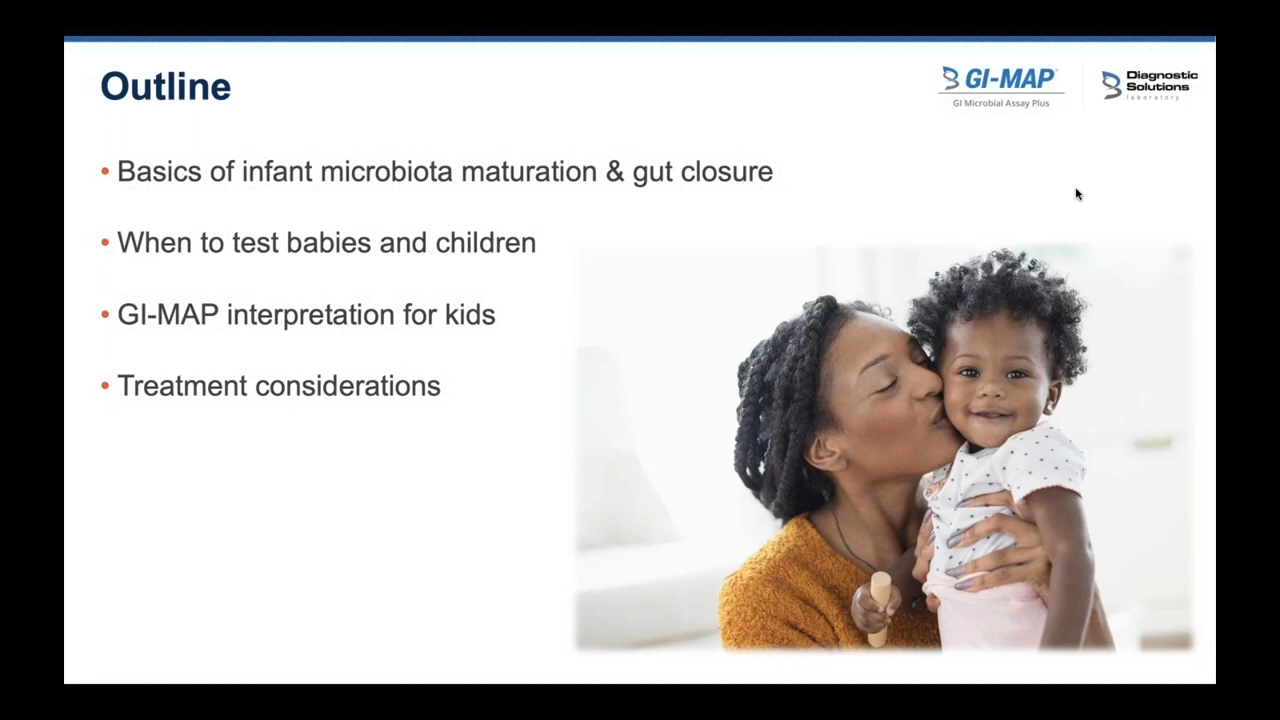 Outline
GI-MAP
GI Microbial Assay Plus
Diagnostic
Solutions
laboratory
• Basics of infant microbiota maturation & gut closure
• When to test babies and children
• GI-MAP interpretation for kids
• Treatment considerations